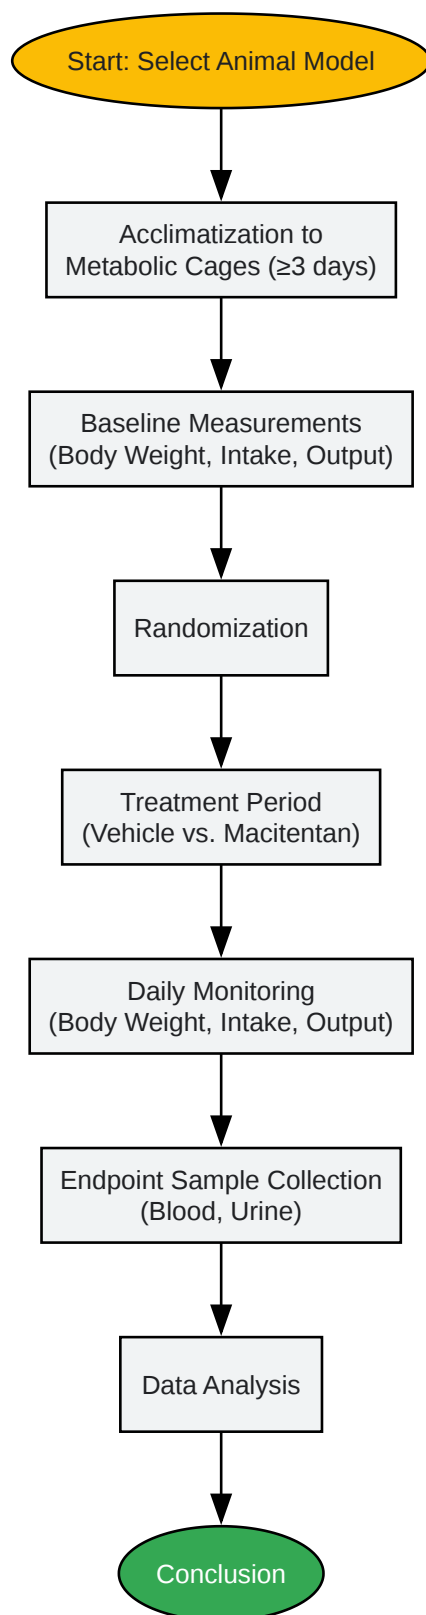 Start: Select Animal Model
Acclimatization to
Metabolic Cages (≥3 days)
Baseline Measurements
(Body Weight, Intake, Output)
Randomization
Treatment Period
(Vehicle vs. Macitentan)
Daily Monitoring
(Body Weight, Intake, Output)
Endpoint Sample Collection
(Blood, Urine)
Data Analysis
Conclusion